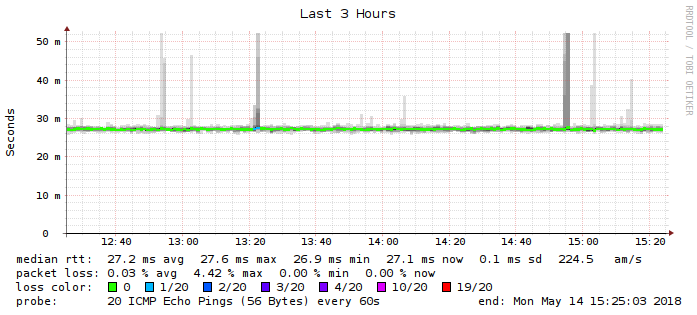 Last 3 Hours
RRDTOOL / TOBI OETIKER
Seconds
50 m
40 m
30 m
20 m
10 m
0
12:40 13:00 13:20 13:40 14:00 14:20 14:40 15:00 15:20
median rtt: 27.2 ms avg 27.6 ms max 26.9 ms min 27.1 ms now 0.1 ms sd 224.5 am/s
packet loss: 0.03 % avg 4.42 % max 0.00 % min 0.00 % now
loss color: 0 1/20 2/20 3/20 4/20 10/20 19/20
probe: 20 ICMP Echo Pings (56 Bytes) every 60s end: Mon May 14 15:25:03 2018